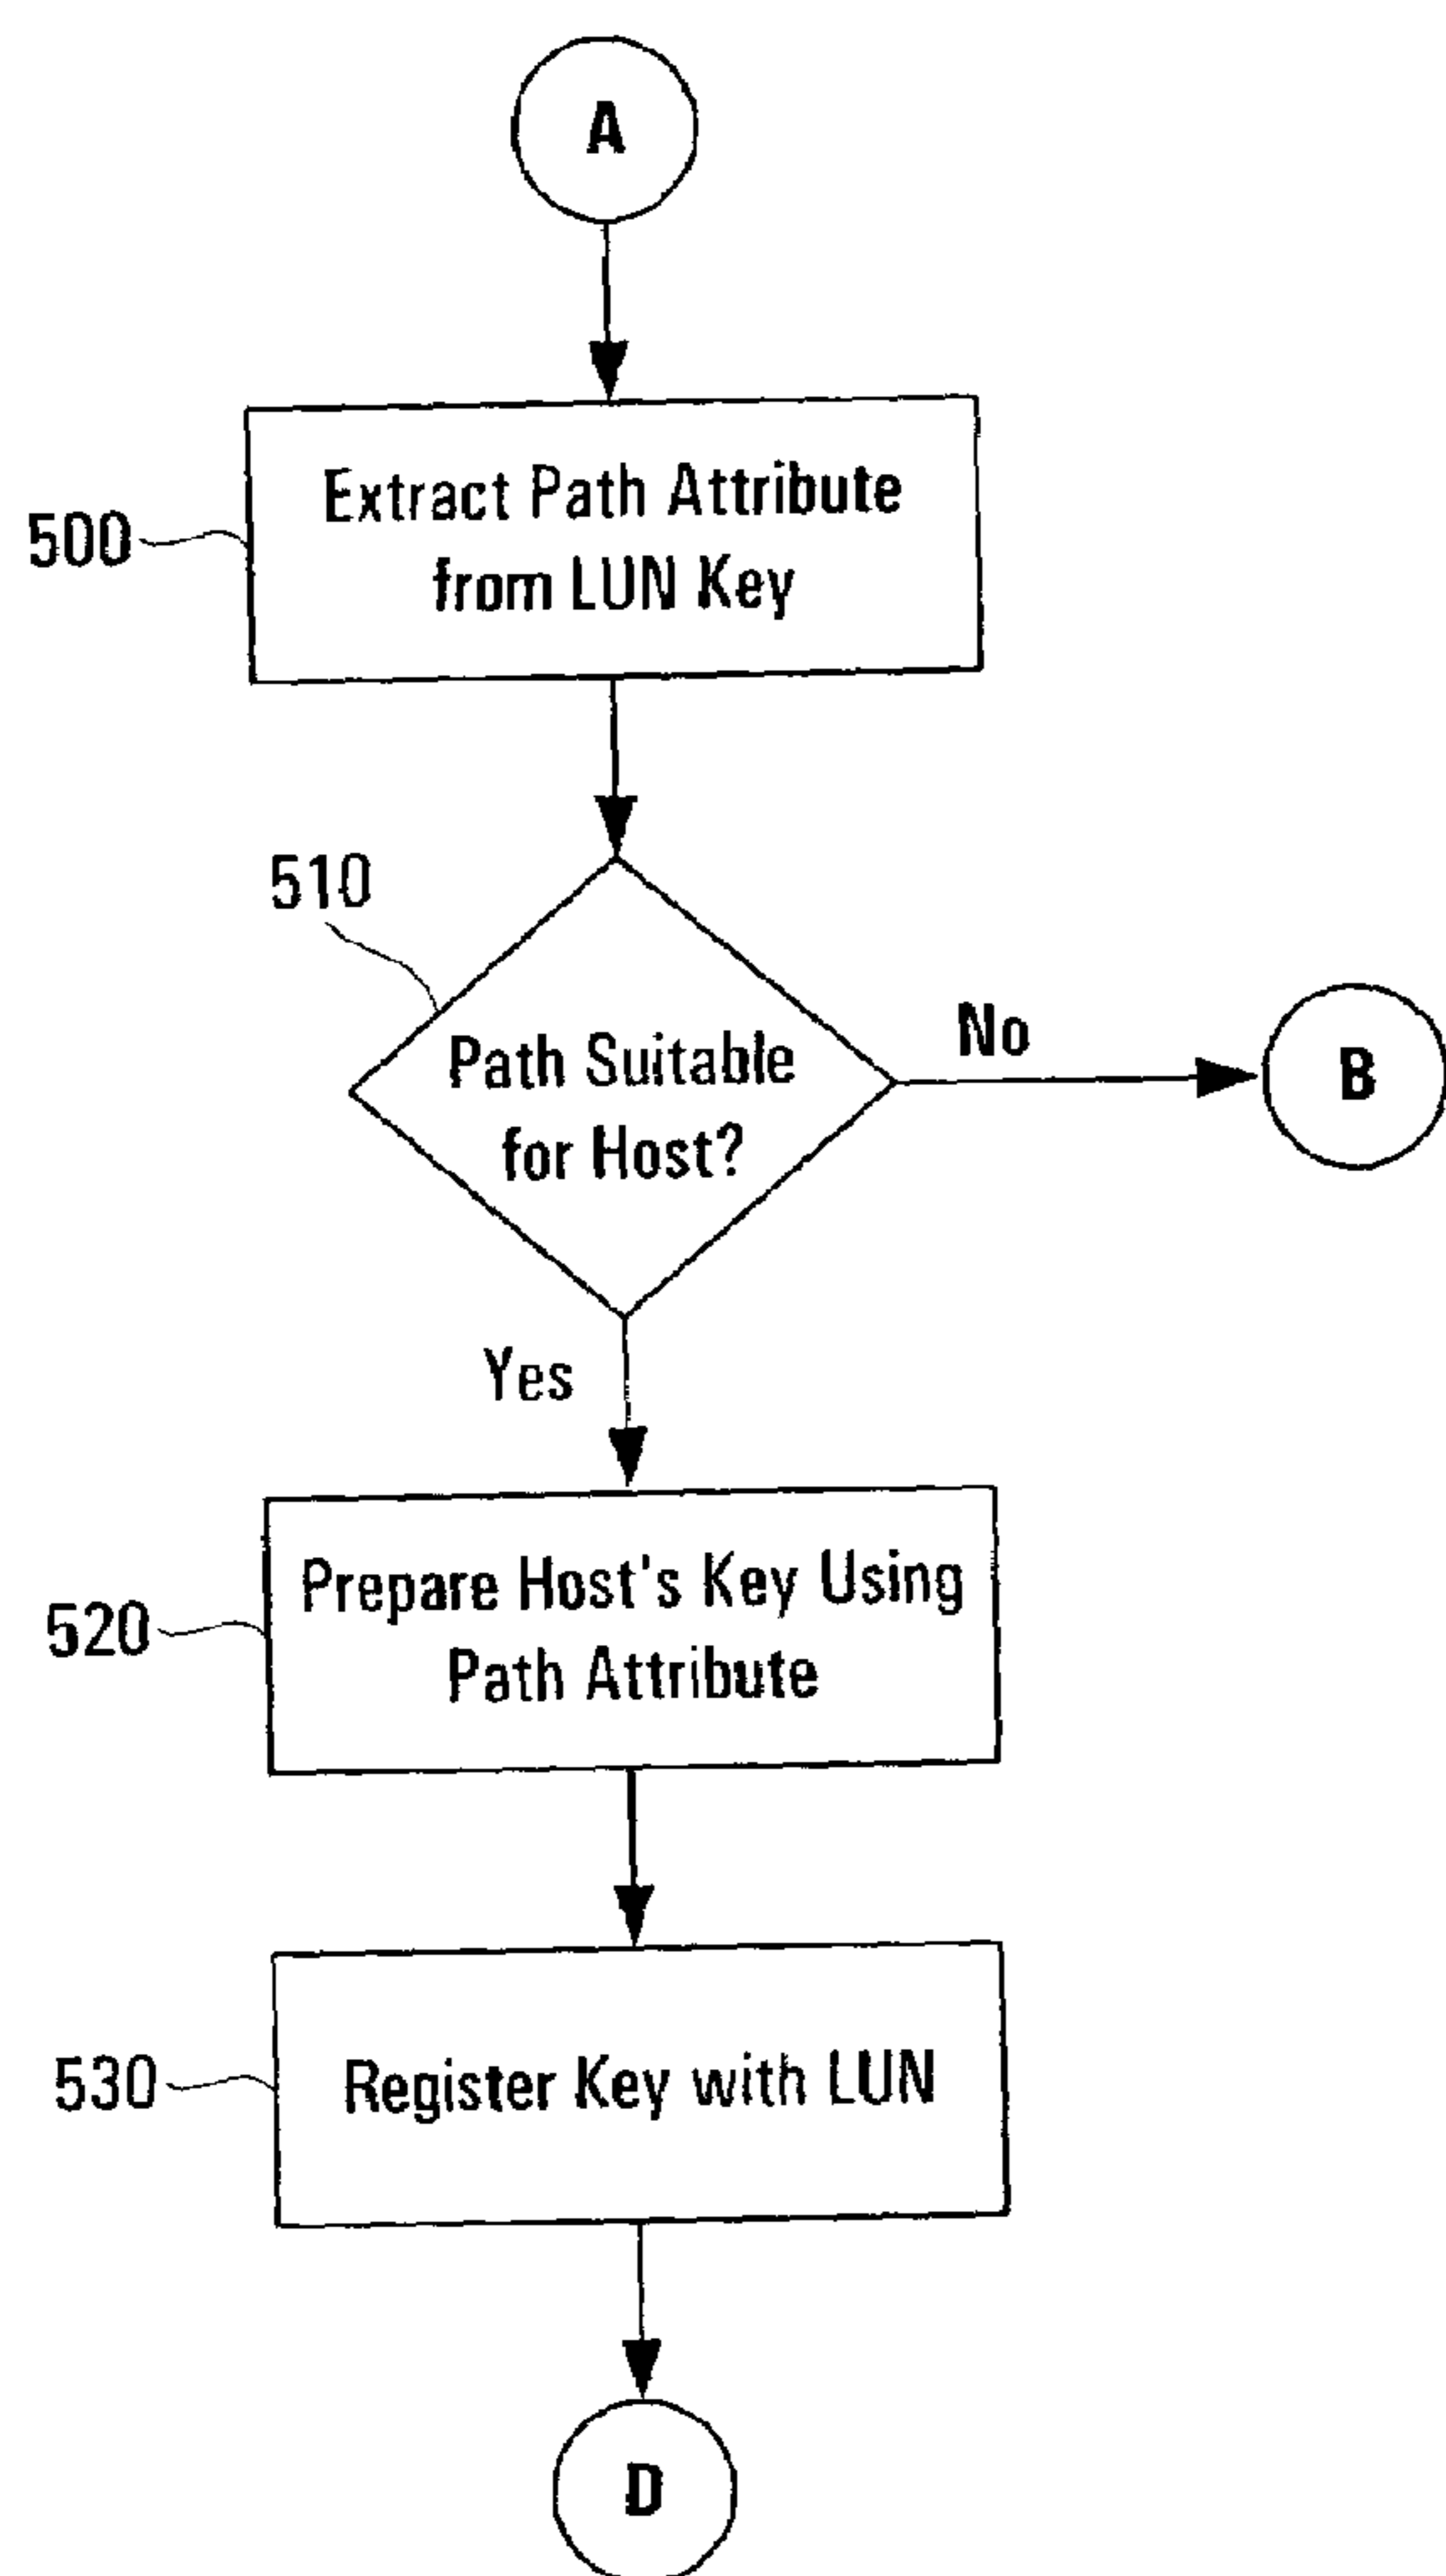 A
500
Extract Path Attribute
from LUN Key
510
Path Suitable
for Host?
No
B
Yes
520
Prepare Host's Key Using
Path Attribute
530
Register Key with LUN
D